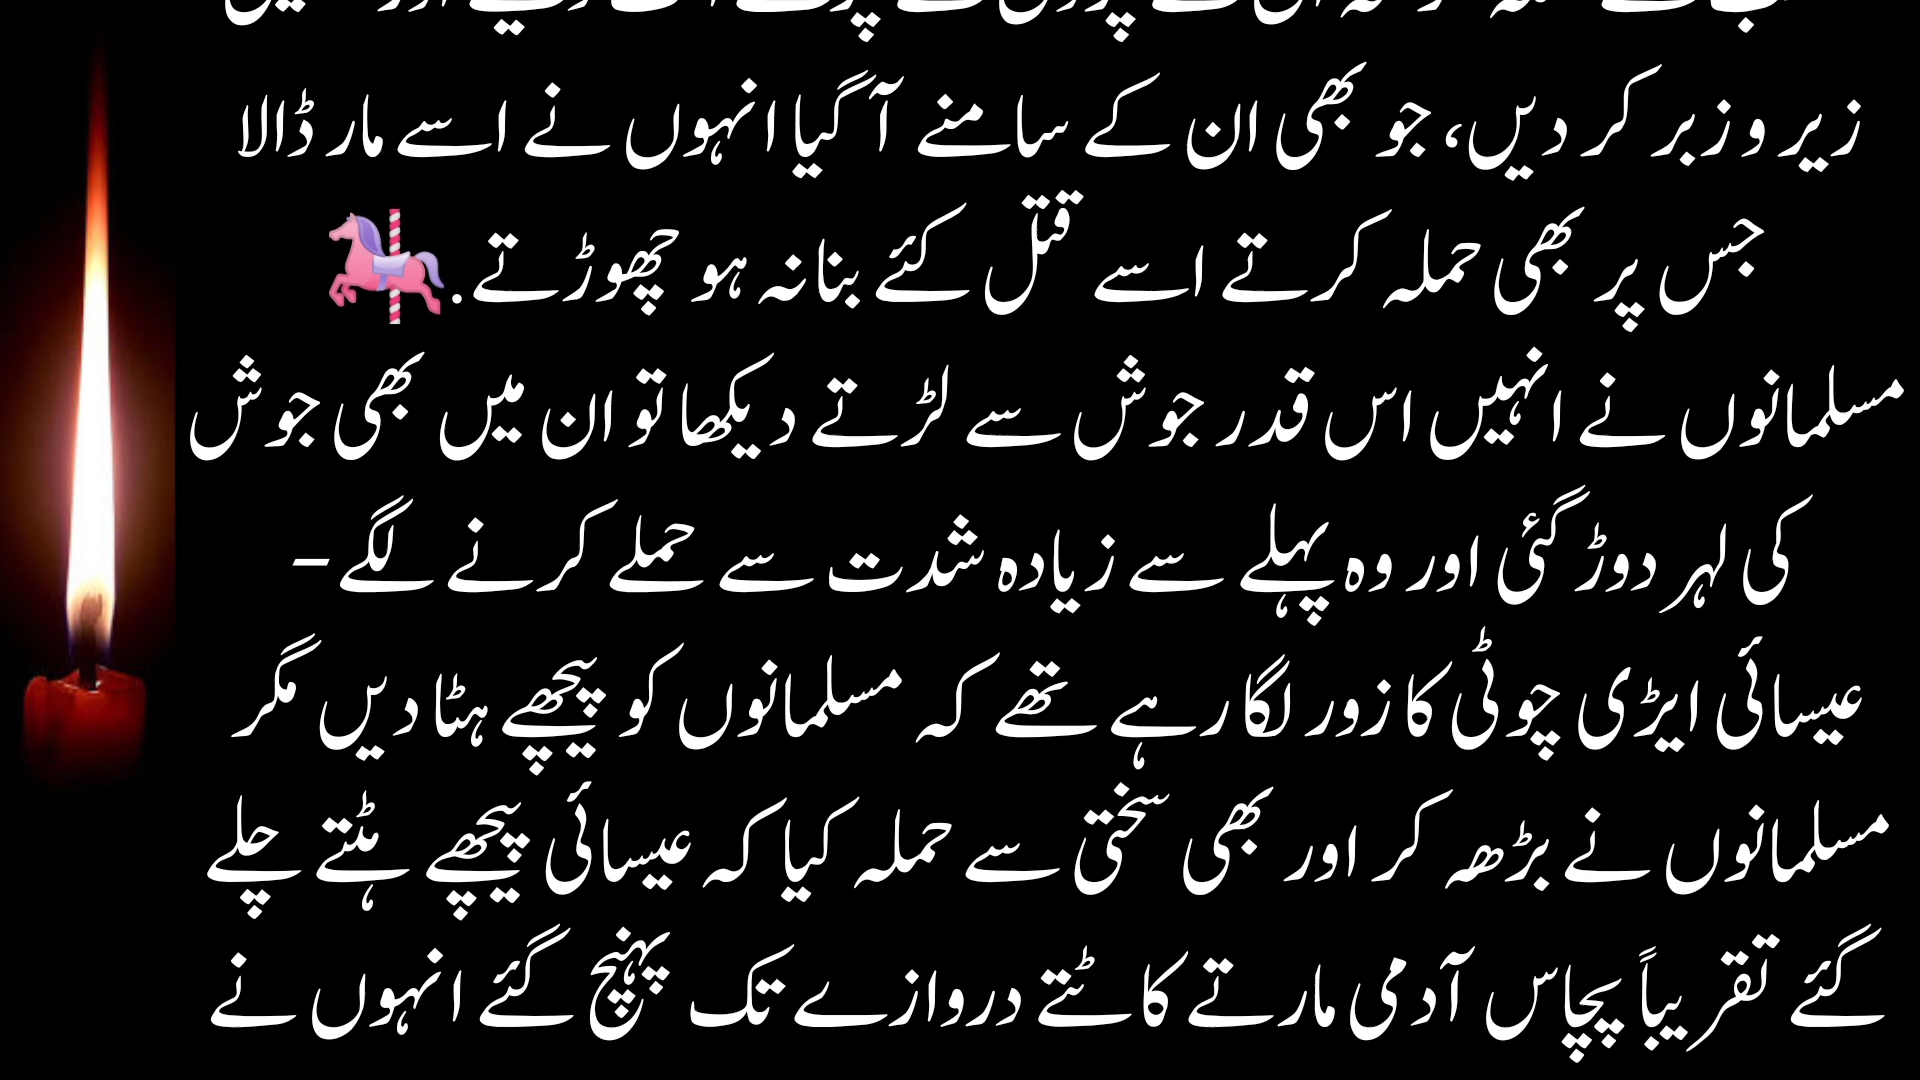 زیر و زبر کر دیں، جو بھی ان کے سامنے آ گیا انہوں نے اسے مار ڈالا
جس پر بھی حملہ کرتے اسے قتل کئے بنا نہ ہو چھوڑتے.🎠
مسلمانوں نے انہیں اس قدر جوش سے لڑتے دیکھا تو ان میں بھی جوش
کی لہر دوڑ گئی اور وہ پہلے سے زیادہ شدت سے حملے کرنے لگے–
عیسائی ایڑی چوٹی کا زور لگا رہے تھے کہ مسلمانوں کو پیچھے ہٹا دیں مگر
مسلمانوں نے بڑھ کر اور بھی سختی سے حملہ کیا کہ عیسائی پیچھے ہٹتے چلے
گئے تقریباً پچاس آدمی مارتے کاٹتے دروازے تک پہنچ گئے انہوں نے